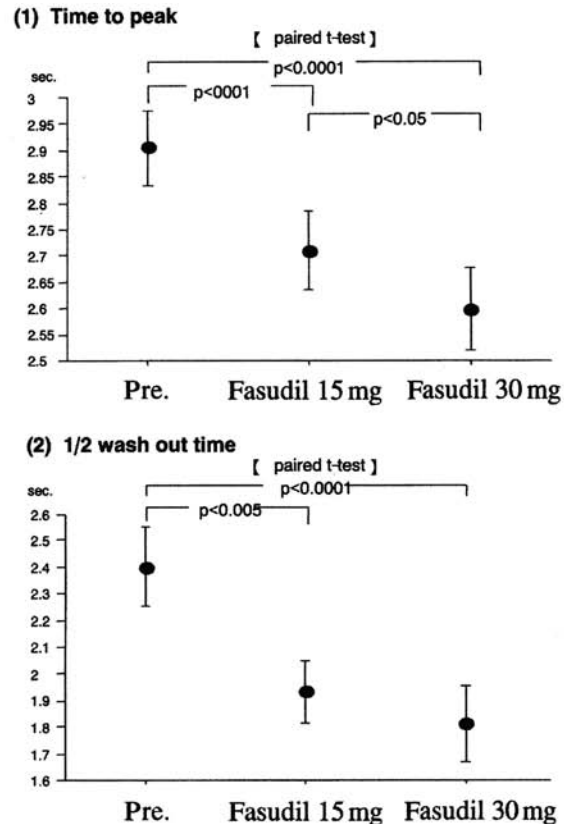 (1) Time to peak
【 paired t-test 】
sec.
p<0.0001
p<0001
p<0.05
3
2.95
2.9
2.85
2.8
2.75
2.7
2.65
2.6
2.55
2.5
Pre. Fasudil 15 mg Fasudil 30 mg
(2) 1/2 wash out time
【 paired t-test 】
sec.
p<0.0001
p<0.005
2.6
2.5
2.4
2.3
2.2
2.1
2
1.9
1.8
1.7
1.6
Pre. Fasudil 15 mg Fasudil 30 mg